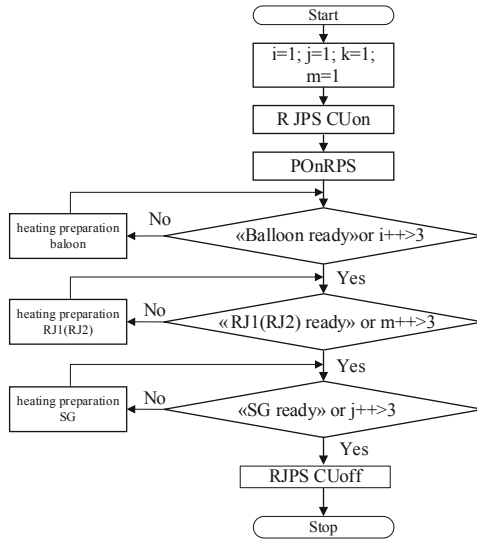 Start
i=1; j=1; k=1;
m=1
R JPS CUon
POnRPS
No
heating preparation
baloon
«Balloon ready»or i++>3
Yes
No
heating preparation
RJ1(RJ2)
«RJ1(RJ2) ready» or m++>3
Yes
No
heating preparation
SG
«SG ready» or j++>3
Yes
RJPS CUoff
Stop